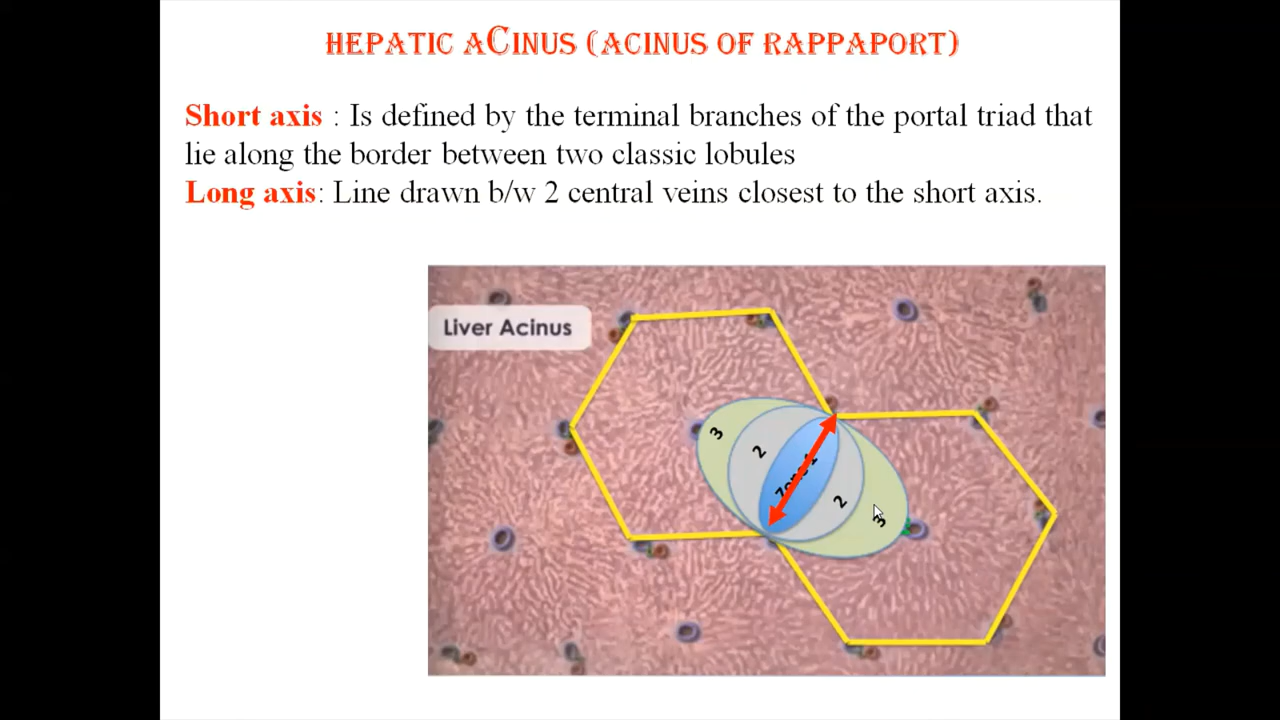 HEPATIC ACINUS (ACINUS OF RAPPAPORT)
Short axis : Is defined by the terminal branches of the portal triad that
lie along the border between two classic lobules
Long axis: Line drawn b/w 2 central veins closest to the short axis.
Liver Acinus
3
2
Zone 1
2
3